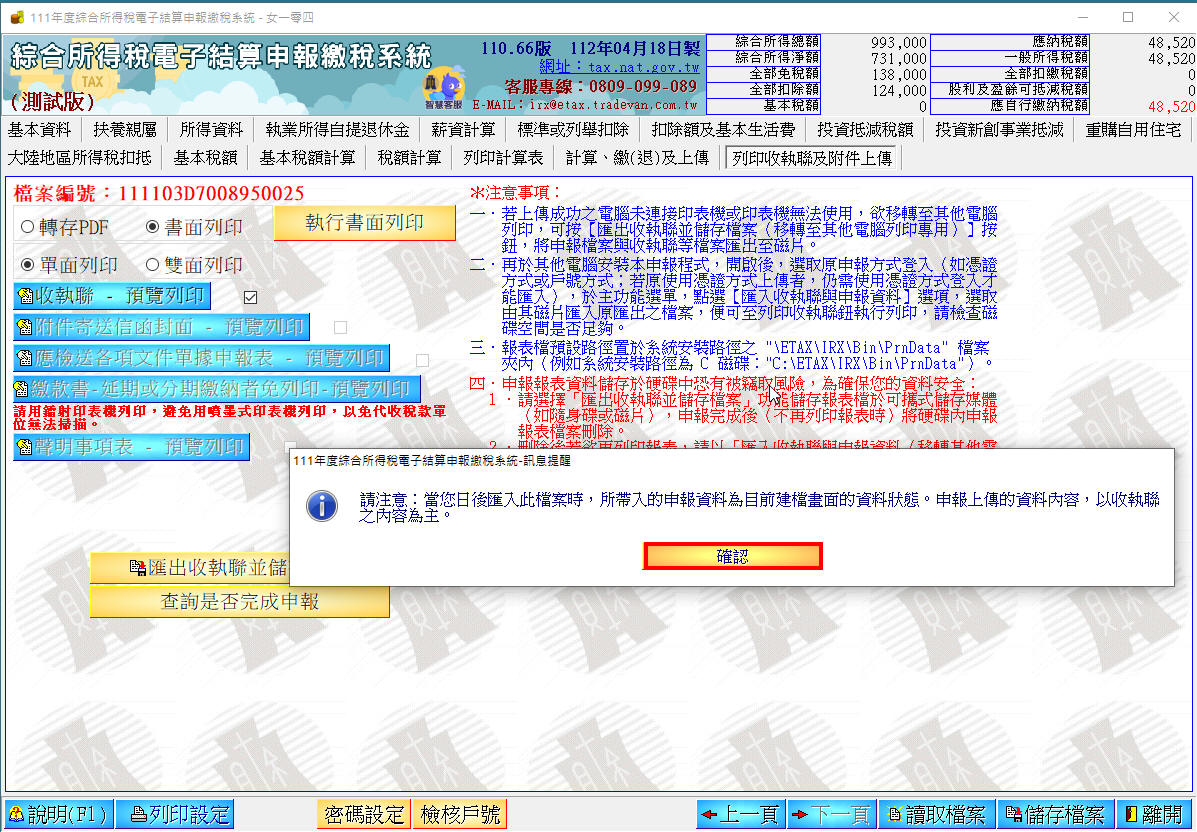 111年度綜合所得稅電子結算申報繳稅系統 - 女一零四
綜合所得稅電子結算申報繳稅系統
(測試版)
TAX
智慧客服
110.66版 112年04月18日製
網址：tax.nat.gov.tw
客服專線：0809-099-089
E-MAIL：irx@etax.tradevan.com.tw
綜合所得總額 993,000 應納稅額 48,520
綜合所得淨額 731,000 一般所得稅額 48,520
全部免稅額 138,000 全部扣繳稅額 0
全部扣除額 124,000 股利及盈餘可抵減稅額 0
基本稅額 0 應自行繳納稅額 48,520
基本資料 扶養親屬 所得資料 執業所得自提退休金 薪資計算 標準或列舉扣除 扣除額及基本生活費 投資抵減稅額 投資新創事業抵減 重購自用住宅
大陸地區所得稅扣抵 基本稅額 基本稅額計算 稅額計算 列印計算表 計算、繳(退)及上傳 列印收執聯及附件上傳
檔案編號：111103D7008950025
轉存PDF 書面列印 執行書面列印
單面列印 雙面列印
收執聯 - 預覽列印
附件寄送信函封面 - 預覽列印
應檢送各項文件單據申報表 - 預覽列印
繳款書-延期或分期繳納者免列印-預覽列印
請用鐳射印表機列印，避免用噴墨式印表機列印，以免代收稅款單
位無法掃描。
聲明事項表 - 預覽列印
匯出收執聯並儲
查詢是否完成申報
※注意事項：
一．若上傳成功之電腦未連接印表機或印表機無法使用，欲移轉至其他電腦
列印，可按［匯出收執聯並儲存檔案（移轉至其他電腦列印專用）］按
鈕，將申報檔案與收執聯等檔案匯出至磁片。
二．再於其他電腦安裝本申報程式，開啟後，選取原申報方式登入（如憑證
方式或戶號方式；若原使用憑證方式上傳者，仍需使用憑證方式登入才
能匯入），於主功能選單，點選［匯入收執聯與申報資料］選項，選取
由其磁片匯入原匯出之檔案，便可至列印收執聯鈕執行列印，請檢查磁
碟空間是否足夠。
三．報表檔預設路徑置於系統安裝路徑之 "\ETAX\IRX\Bin\PrnData" 檔案
夾內（例如系統安裝路徑為 C 磁碟："C:\ETAX\IRX\Bin\PrnData"）。
四．申報報表資料儲存於硬碟中恐有被竊取風險，為確保您的資料安全：
1．請選擇「匯出收執聯並儲存檔案」功能儲存報表檔於可攜式儲存媒體
（如隨身碟或磁片），申報完成後（不再列印報表時）將硬碟內申報
報表檔案刪除。
2．刪除後若欲再列印報表，請以「匯入收執聯與申報資料（移轉其他電
111年度綜合所得稅電子結算申報繳稅系統-訊息提醒
請注意：當您日後匯入此檔案時，所帶入的申報資料為目前建檔畫面的資料狀態。申報上傳的資料內容，以收執聯
之內容為主。
確認
說明(F1) 列印設定 密碼設定 檢核戶號 上一頁 下一頁 讀取檔案 儲存檔案 離開